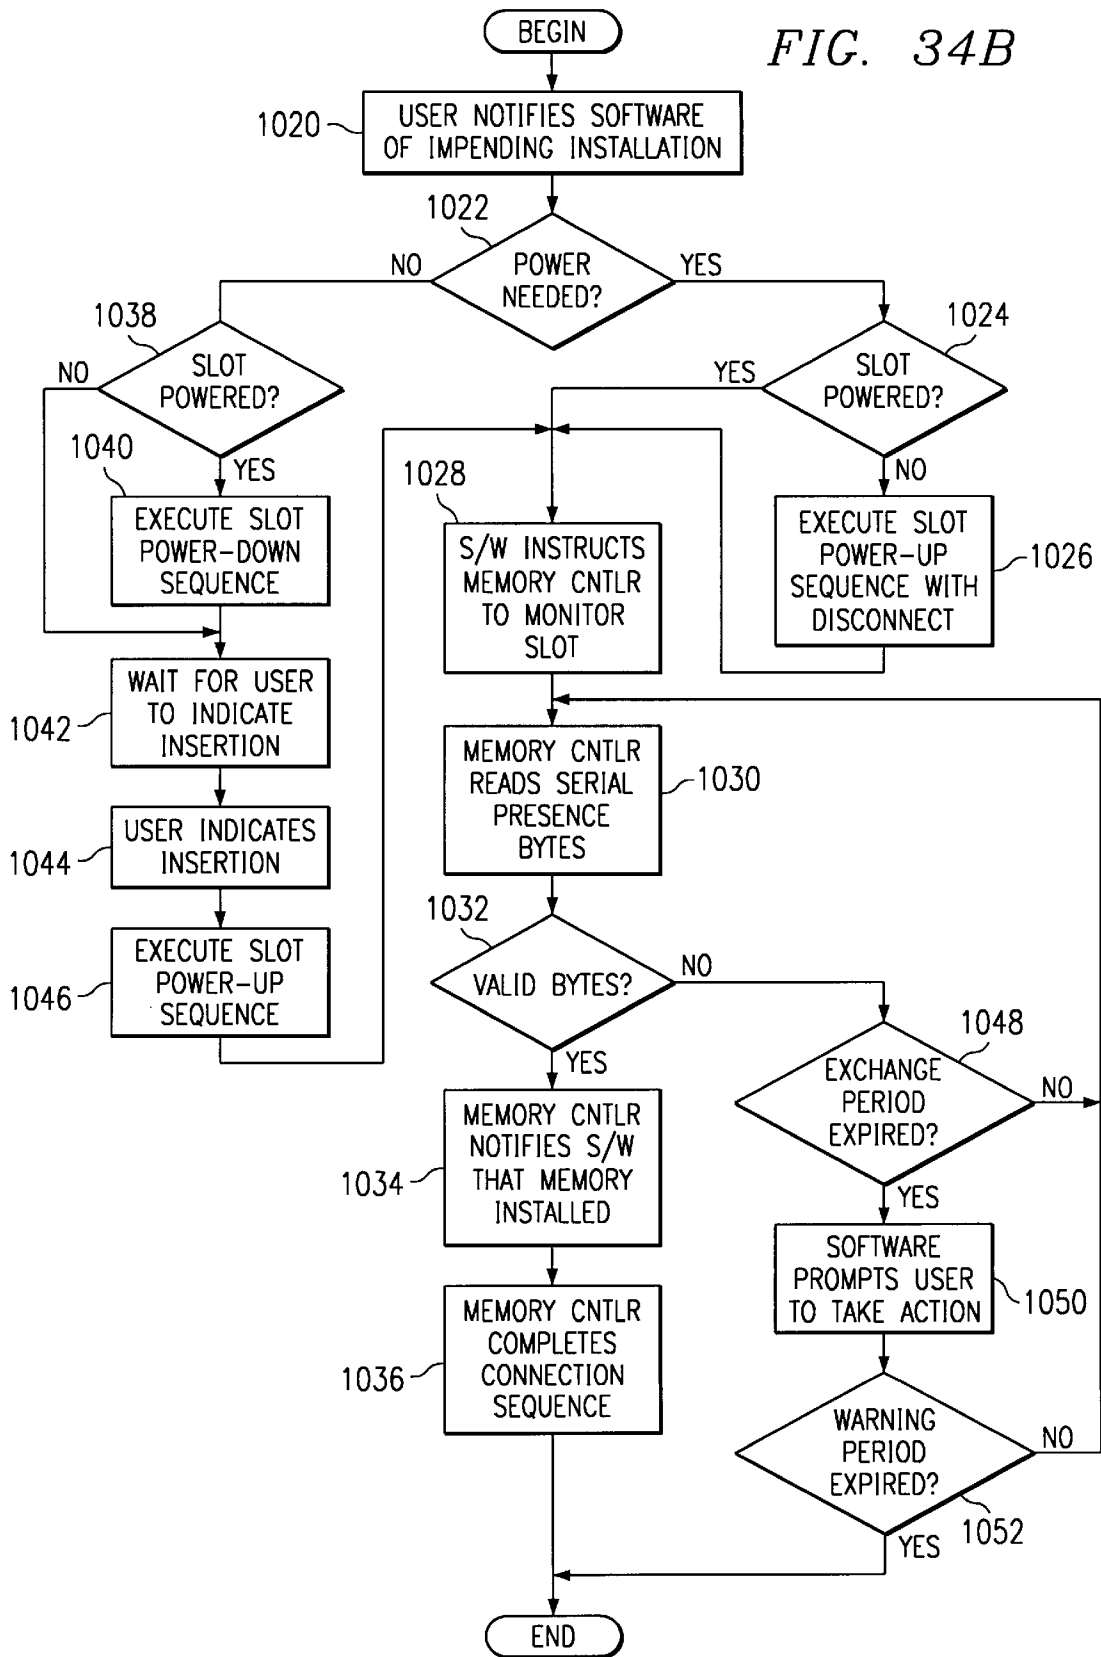 BEGIN
FIG. 34B
1020
USER NOTIFIES SOFTWARE
OF IMPENDING INSTALLATION
1022
POWER
NEEDED?
NO
YES
1038
SLOT
POWERED?
NO
YES
1024
SLOT
POWERED?
YES
NO
1040
EXECUTE SLOT
POWER-DOWN
SEQUENCE
1028
S/W INSTRUCTS
MEMORY CNTLR
TO MONITOR
SLOT
EXECUTE SLOT
POWER-UP
SEQUENCE WITH
DISCONNECT
1026
1042
WAIT FOR USER
TO INDICATE
INSERTION
MEMORY CNTLR
READS SERIAL
PRESENCE
BYTES
1030
1044
USER INDICATES
INSERTION
1046
EXECUTE SLOT
POWER-UP
SEQUENCE
1032
VALID BYTES?
NO
YES
1048
EXCHANGE
PERIOD
EXPIRED?
NO
YES
1034
MEMORY CNTLR
NOTIFIES S/W
THAT MEMORY
INSTALLED
SOFTWARE
PROMPTS USER
TO TAKE ACTION
1050
1036
MEMORY CNTLR
COMPLETES
CONNECTION
SEQUENCE
WARNING
PERIOD
EXPIRED?
NO
1052
YES
END